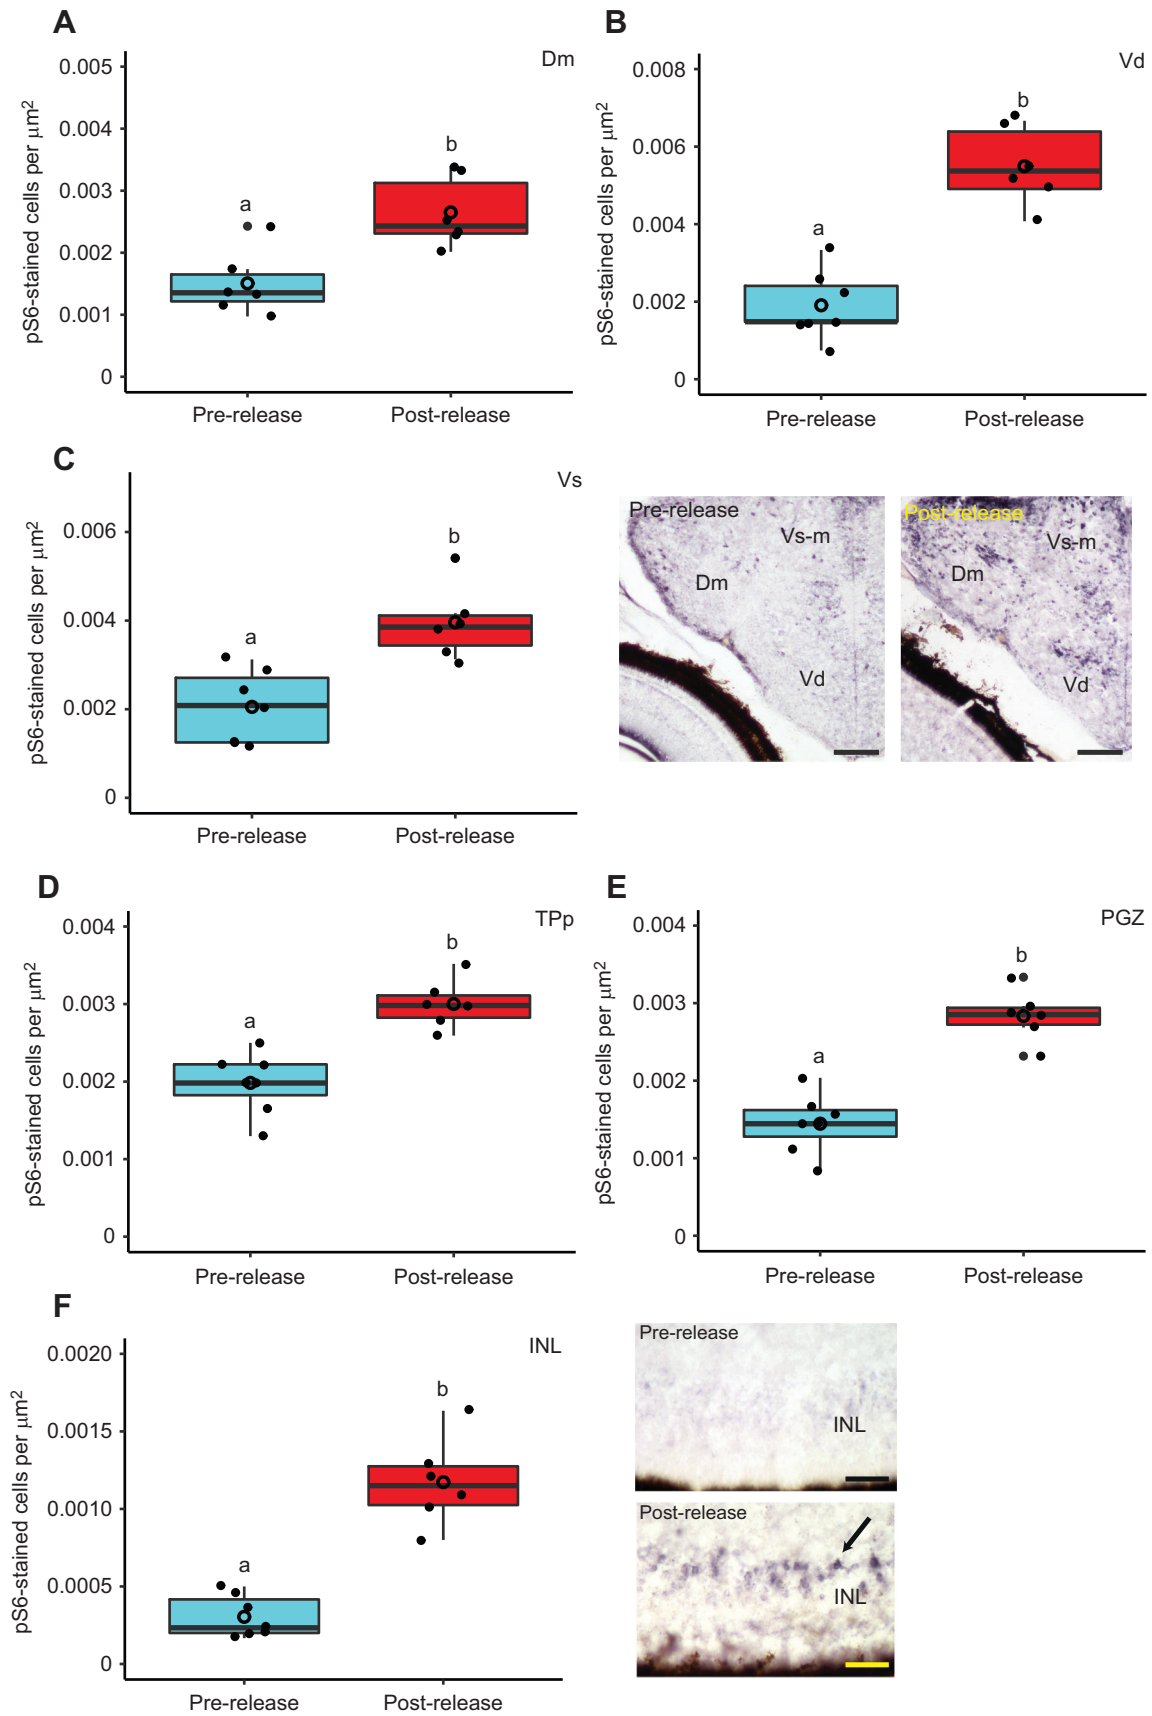 A
Dm
pS6-stained cells per μm²
0.005
0.004
0.003
0.002
0.001
0
a
b
Pre-release
Post-release
B
Vd
pS6-stained cells per μm²
0.008
0.006
0.004
0.002
0
a
b
Pre-release
Post-release
C
Vs
pS6-stained cells per μm²
0.006
0.004
0.002
0
a
b
Pre-release
Post-release
Pre-release
Vs-m
Dm
Vd
Post-release
Vs-m
Dm
Vd
D
TPp
pS6-stained cells per μm²
0.004
0.003
0.002
0.001
0
a
b
Pre-release
Post-release
E
PGZ
pS6-stained cells per μm²
0.004
0.003
0.002
0.001
0
a
b
Pre-release
Post-release
F
INL
pS6-stained cells per μm²
0.0020
0.0015
0.0010
0.0005
0
a
b
Pre-release
Post-release
Pre-release
INL
Post-release
INL